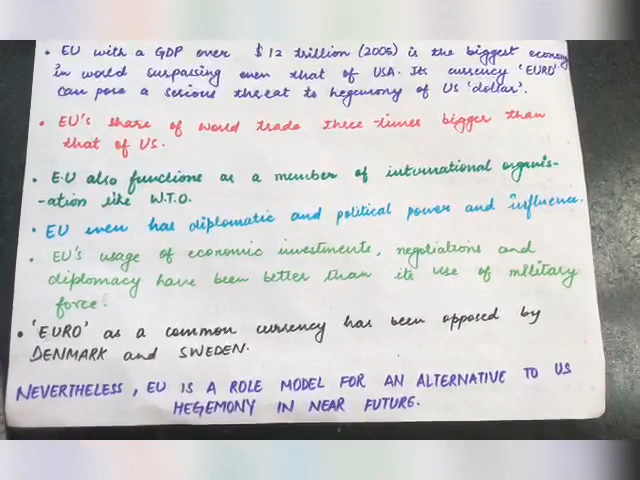 • EU with a GDP over $12 trillion (2005) is the biggest economy
in world surpassing even that of USA. Its currency 'EURO'
can pose a serious threat to hegemony of US 'dollar'.
• EU's share of world trade three-times bigger than
that of US.
• E.U also functions as a member of international organis-
-ation like W.T.O.
• EU even has diplomatic and political power and influence.
• EU's usage of economic investments, negotiations and
diplomacy have been better than its use of military
force.
• 'EURO' as a common currency has been opposed by
DENMARK and SWEDEN.
NEVERTHELESS, EU IS A ROLE MODEL FOR AN ALTERNATIVE TO US
HEGEMONY IN NEAR FUTURE.